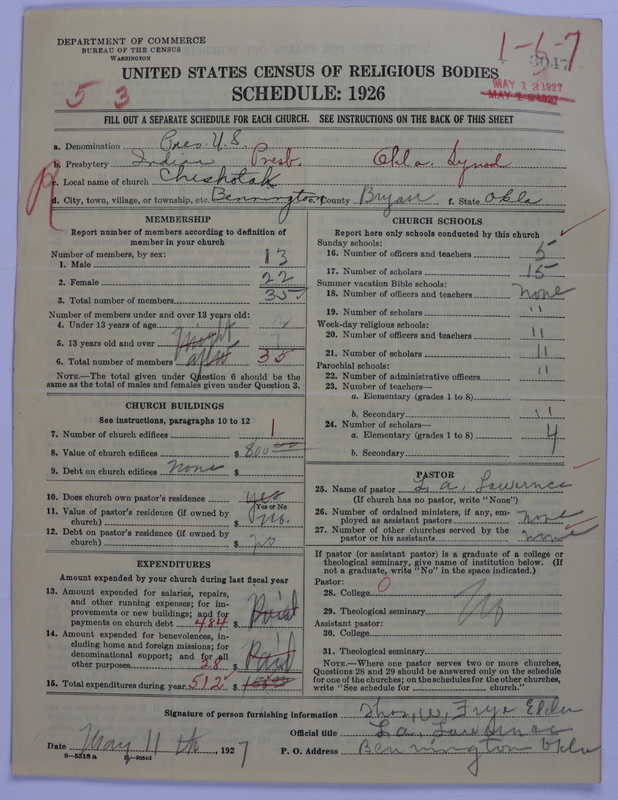 DEPARTMENT OF COMMERCE
BUREAU OF THE CENSUS
WASHINGTON
1-5-7
3047
MAY 13 1927
UNITED STATES CENSUS OF RELIGIOUS BODIES
SCHEDULE: 1926
5 3
FILL OUT A SEPARATE SCHEDULE FOR EACH CHURCH. SEE INSTRUCTIONS ON THE BACK OF THIS SHEET
a. Denomination Pres. U.S.
b. Presbytery Indian Presb. Okla. Synod
c. Local name of church Chishotak
d. City, town, village, or township, etc. Bennington e. County Bryan f. State Okla
MEMBERSHIP
Report number of members according to definition of
member in your church
Number of members, by sex:
1. Male 13
2. Female 22
3. Total number of members 35
Number of members under and over 13 years old:
4. Under 13 years of age
5. 13 years old and over
6. Total number of members 35
NOTE.—The total given under Question 6 should be the
same as the total of males and females given under Question 3.
CHURCH BUILDINGS
See instructions, paragraphs 10 to 12
7. Number of church edifices 1
8. Value of church edifices $ 800.00
9. Debt on church edifices none $
10. Does church own pastor's residence yes
Yes or No
11. Value of pastor's residence (if owned by
church) $ No.
12. Debt on pastor's residence (if owned by
church) $ no
EXPENDITURES
Amount expended by your church during last fiscal year
13. Amount expended for salaries, repairs,
and other running expenses; for im-
provements or new buildings; and for
payments on church debt 484 $ Paid
14. Amount expended for benevolences, in-
cluding home and foreign missions; for
denominational support; and for all
other purposes 28 $ Paid
15. Total expenditures during year 512 $
CHURCH SCHOOLS
Report here only schools conducted by this church
Sunday schools:
16. Number of officers and teachers 5
17. Number of scholars 15
Summer vacation Bible schools:
18. Number of officers and teachers none
19. Number of scholars "
Week-day religious schools:
20. Number of officers and teachers "
21. Number of scholars "
Parochial schools:
22. Number of administrative officers "
23. Number of teachers—
a. Elementary (grades 1 to 8)
b. Secondary "
24. Number of scholars—
a. Elementary (grades 1 to 8) 4
b. Secondary
PASTOR
25. Name of pastor L. A. Lawrence
(If church has no pastor, write "None")
26. Number of ordained ministers, if any, em-
ployed as assistant pastors none
27. Number of other churches served by the
pastor or his assistants none
If pastor (or assistant pastor) is a graduate of a college or
theological seminary, give name of institution below. (If
not a graduate, write "No" in the space indicated.)
Pastor:
28. College 0
29. Theological seminary No
Assistant pastor:
30. College
31. Theological seminary
NOTE.—Where one pastor serves two or more churches,
Questions 28 and 29 should be answered only on the schedule
for one of the churches; on the schedules for the other churches,
write "See schedule for church."
Signature of person furnishing information Thos, W, Frye Elder
Official title L. A. Lawrence
Date May 11th, 1927 P. O. Address Bennington Okla
8—5518a